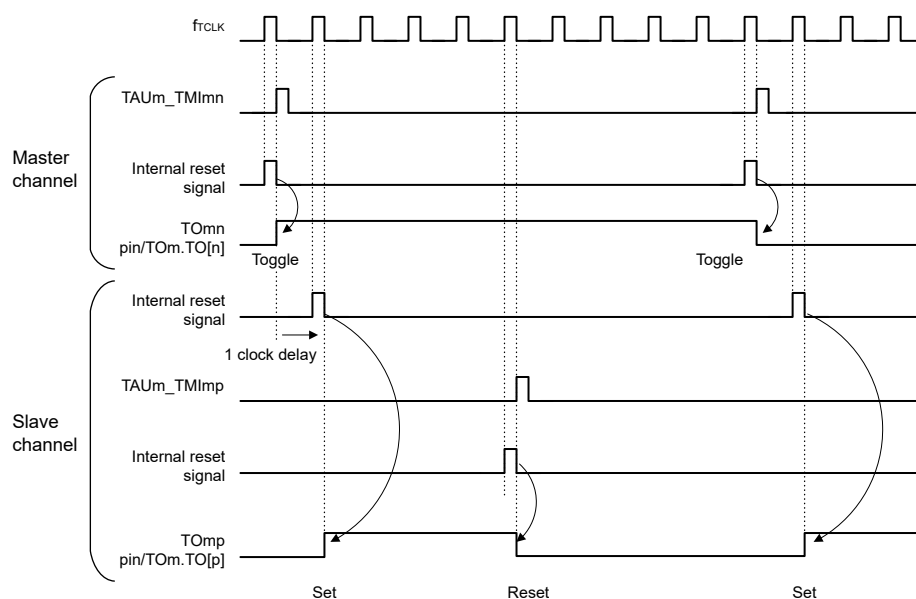 fTCLK
TAUm_TMImn
Master
channel
Internal reset
signal
TOmn
pin/TOm.TO[n]
Toggle
Toggle
Internal reset
signal
1 clock delay
TAUm_TMImp
Slave
channel
Internal reset
signal
TOmp
pin/TOm.TO[p]
Set
Reset
Set